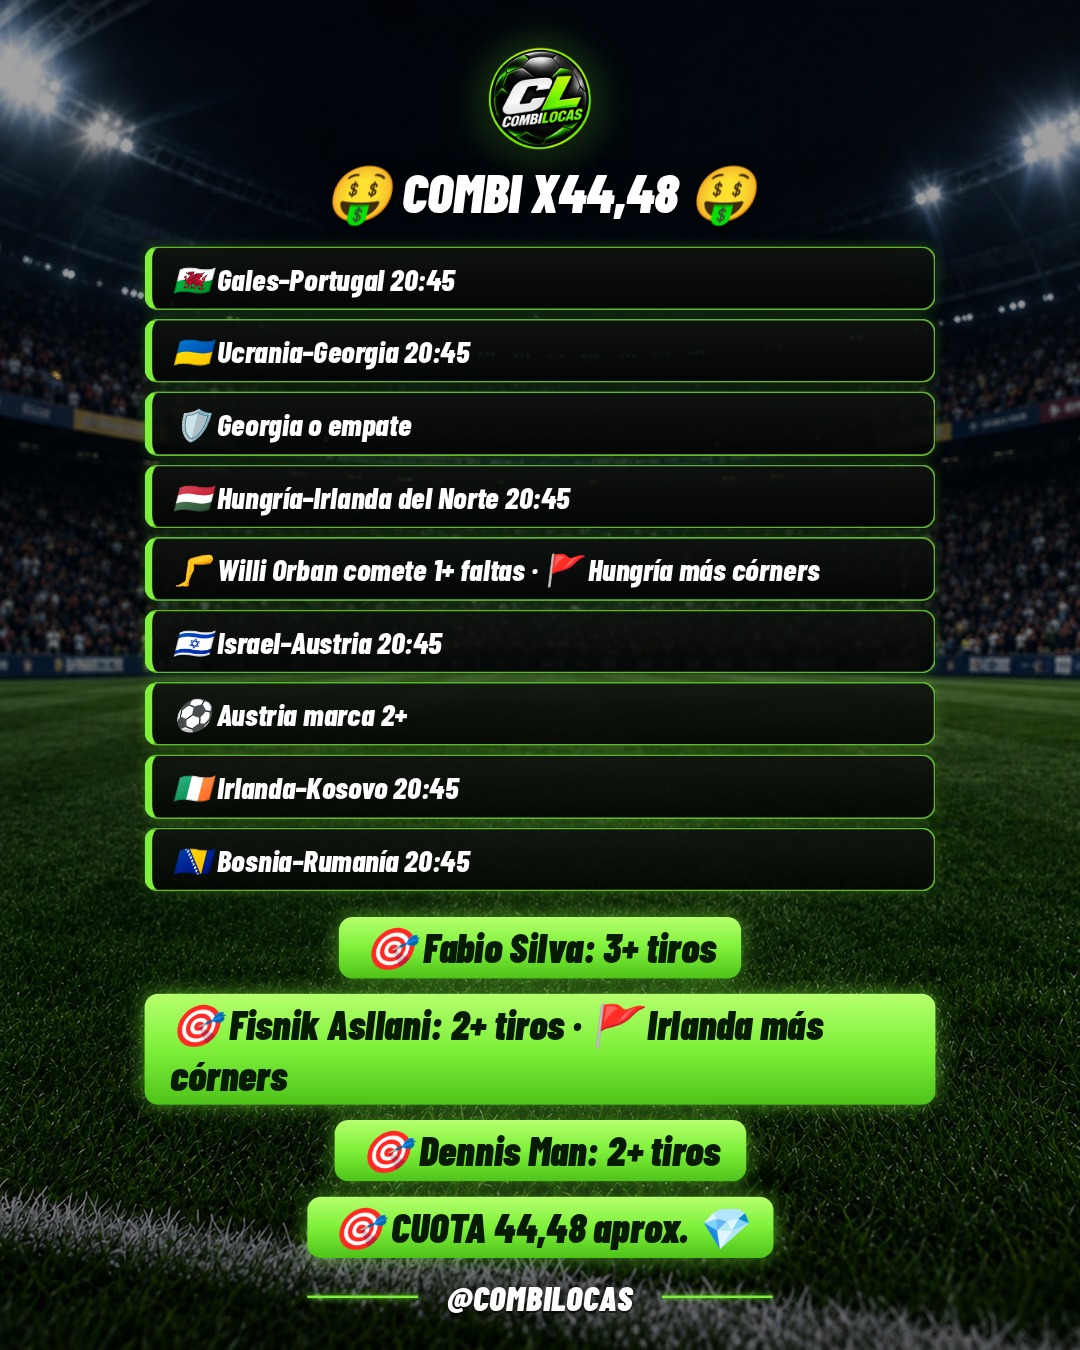 CL
COMBILOCAS
🤑 COMBI X44,48 🤑
🏴󠁧󠁢󠁷󠁬󠁳󠁿 Gales-Portugal 20:45
🇺🇦 Ucrania-Georgia 20:45
🛡️ Georgia o empate
🇭🇺 Hungría-Irlanda del Norte 20:45
🦵 Willi Orban comete 1+ faltas · 🚩 Hungría más córners
🇮🇱 Israel-Austria 20:45
⚽ Austria marca 2+
🇮🇪 Irlanda-Kosovo 20:45
🇧🇦 Bosnia-Rumanía 20:45
🎯 Fabio Silva: 3+ tiros
🎯 Fisnik Asllani: 2+ tiros · 🚩 Irlanda más
córners
🎯 Dennis Man: 2+ tiros
🎯 CUOTA 44,48 aprox. 💎
@COMBILOCAS